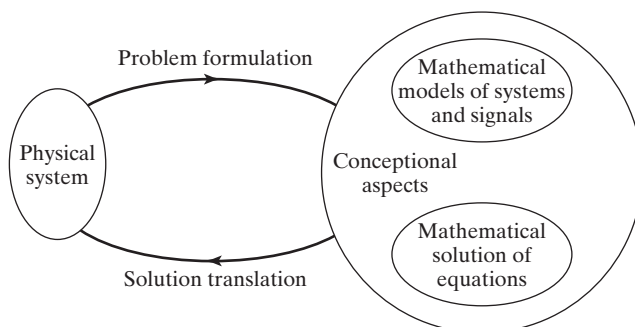 Problem formulation
Mathematical
models of systems
and signals
Physical
system
Conceptional
aspects
Mathematical
solution of
equations
Solution translation